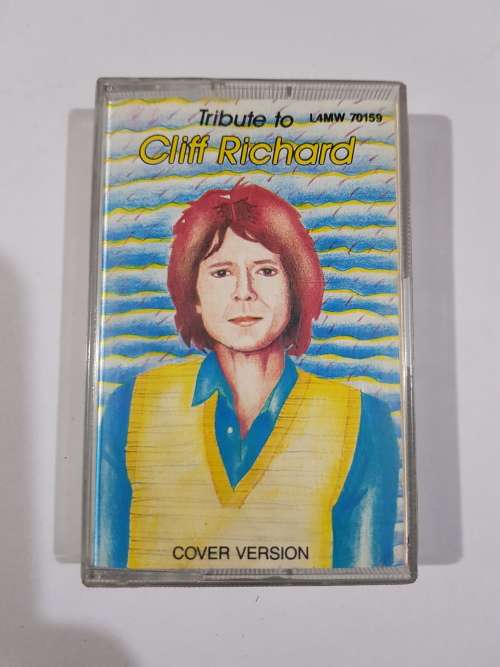 Tribute to L4MW 70159
Cliff Richard
COVER VERSION